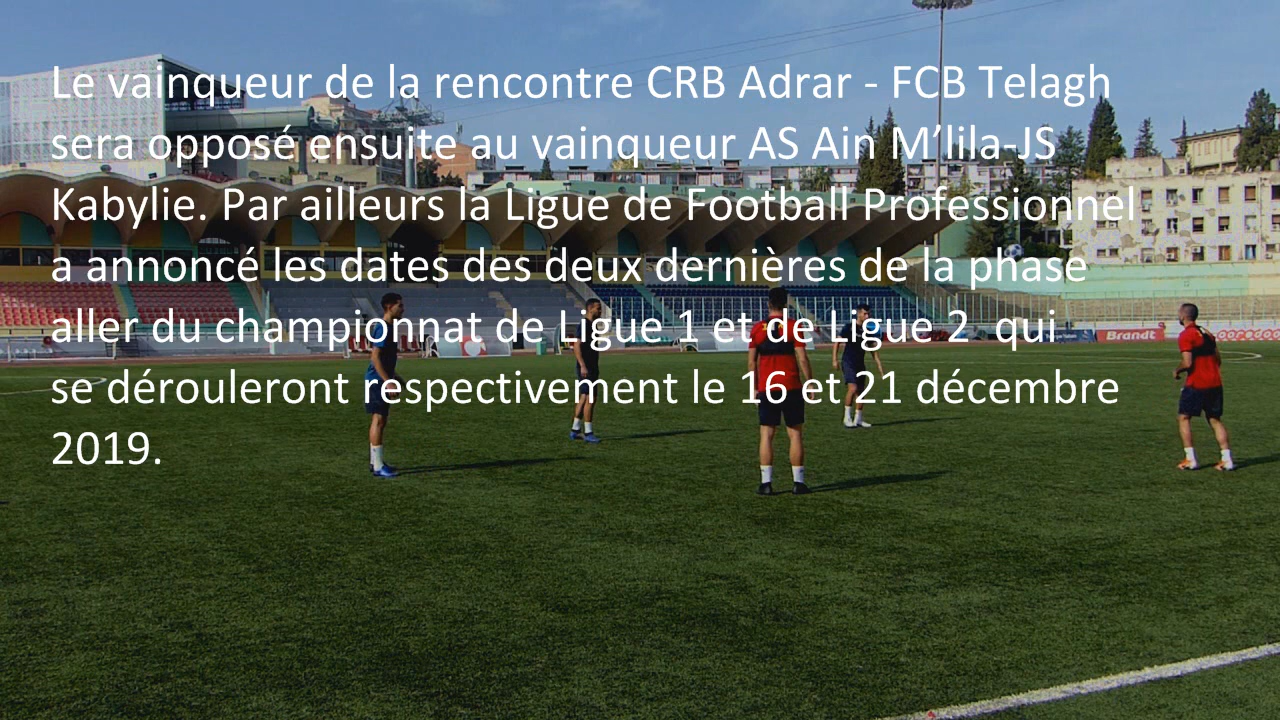 Le vainqueur de la rencontre CRB Adrar - FCB Telagh
sera opposé ensuite au vainqueur AS Ain M’lila-JS
Kabylie. Par ailleurs la Ligue de Football Professionnel
a annoncé les dates des deux dernières de la phase
aller du championnat de Ligue 1 et de Ligue 2  qui
se dérouleront respectivement le 16 et 21 décembre
2019.
Brandt
ooredoo